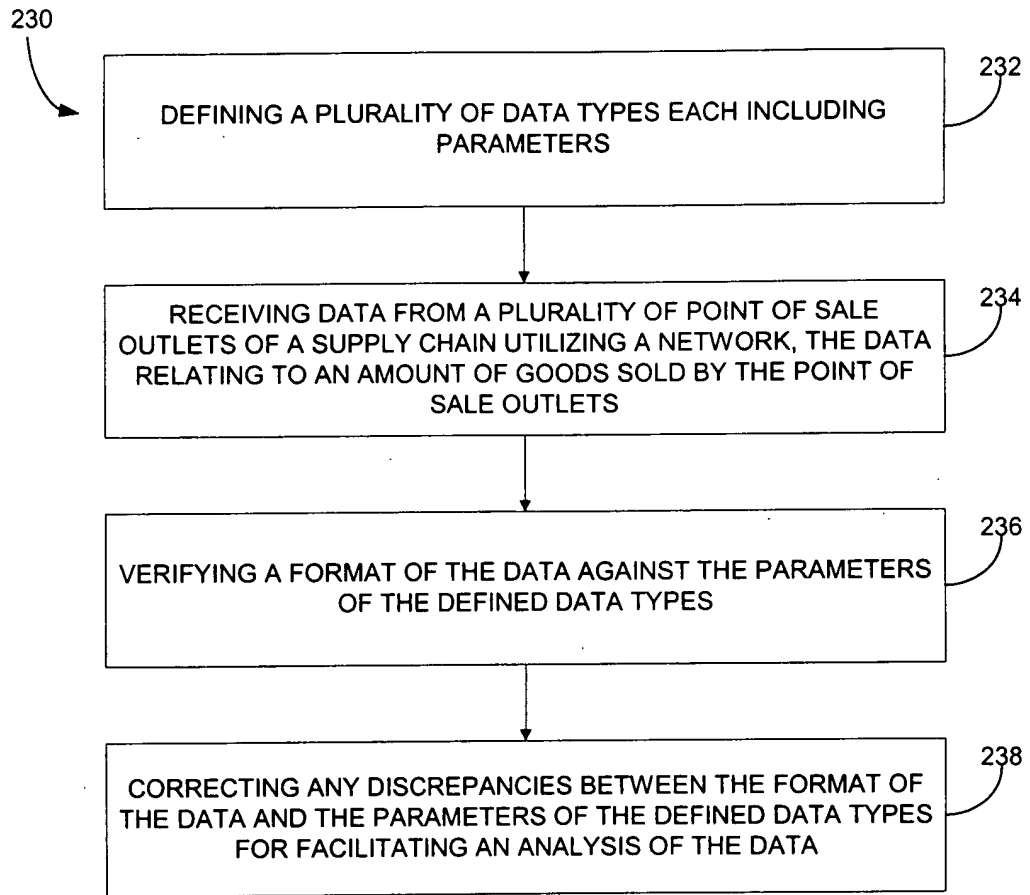 230
232
DEFINING A PLURALITY OF DATA TYPES EACH INCLUDING
PARAMETERS
234
RECEIVING DATA FROM A PLURALITY OF POINT OF SALE
OUTLETS OF A SUPPLY CHAIN UTILIZING A NETWORK, THE DATA
RELATING TO AN AMOUNT OF GOODS SOLD BY THE POINT OF
SALE OUTLETS
236
VERIFYING A FORMAT OF THE DATA AGAINST THE PARAMETERS
OF THE DEFINED DATA TYPES
238
CORRECTING ANY DISCREPANCIES BETWEEN THE FORMAT OF
THE DATA AND THE PARAMETERS OF THE DEFINED DATA TYPES
FOR FACILITATING AN ANALYSIS OF THE DATA